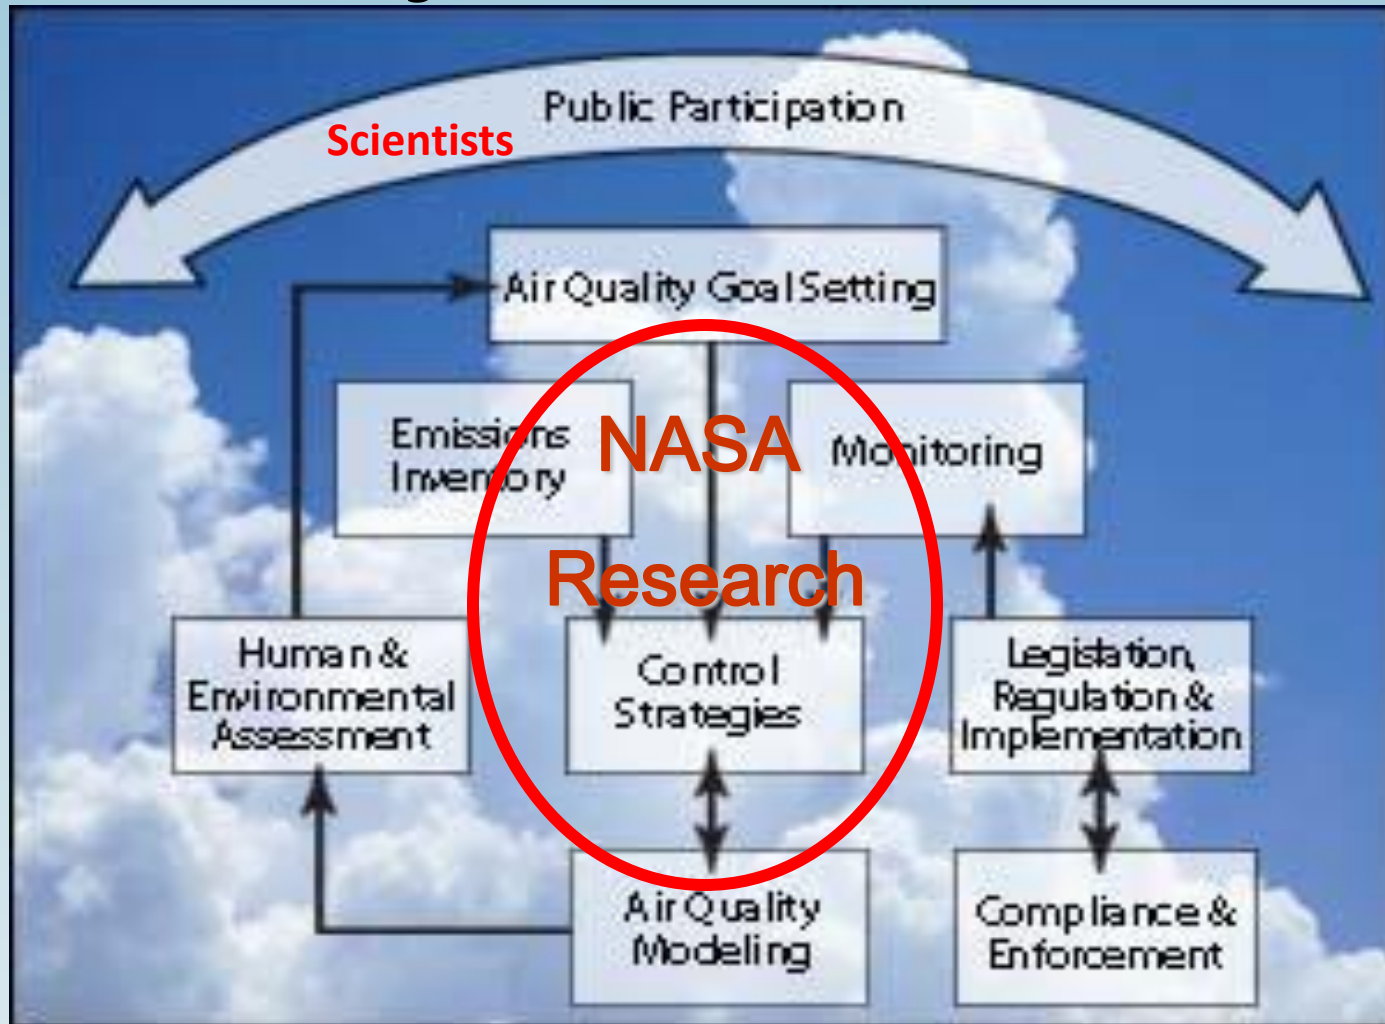 Public Participation
Scientists
Air Quality Goal Setting
Emissions
Inventory
NASA
Research
Monitoring
Human &
Environmental
Assessment
Control
Strategies
Legislation,
Regulation &
Implementation
Air Quality
Modeling
Compliance &
Enforcement